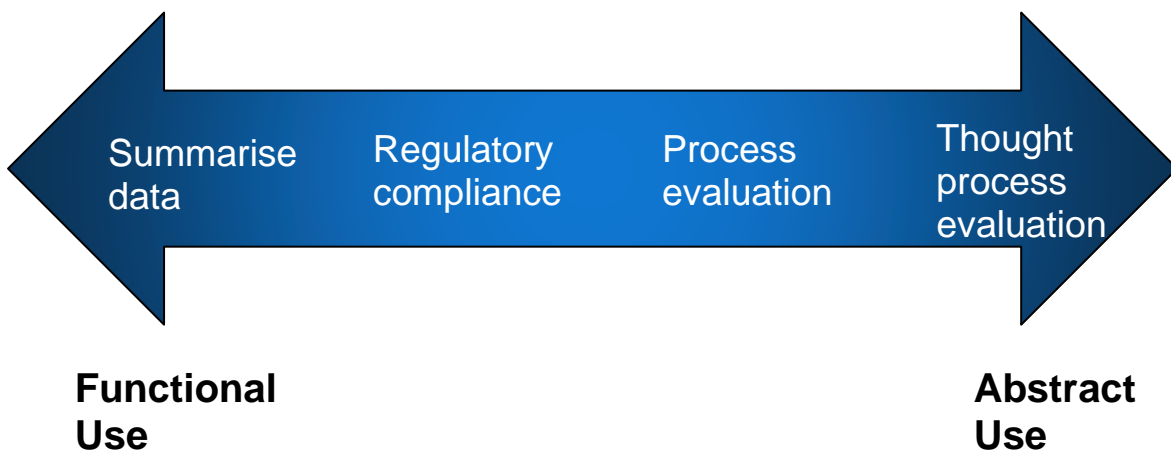 Summarise
data
Regulatory
compliance
Process
evaluation
Thought
process
evaluation
Functional
Use
Abstract
Use